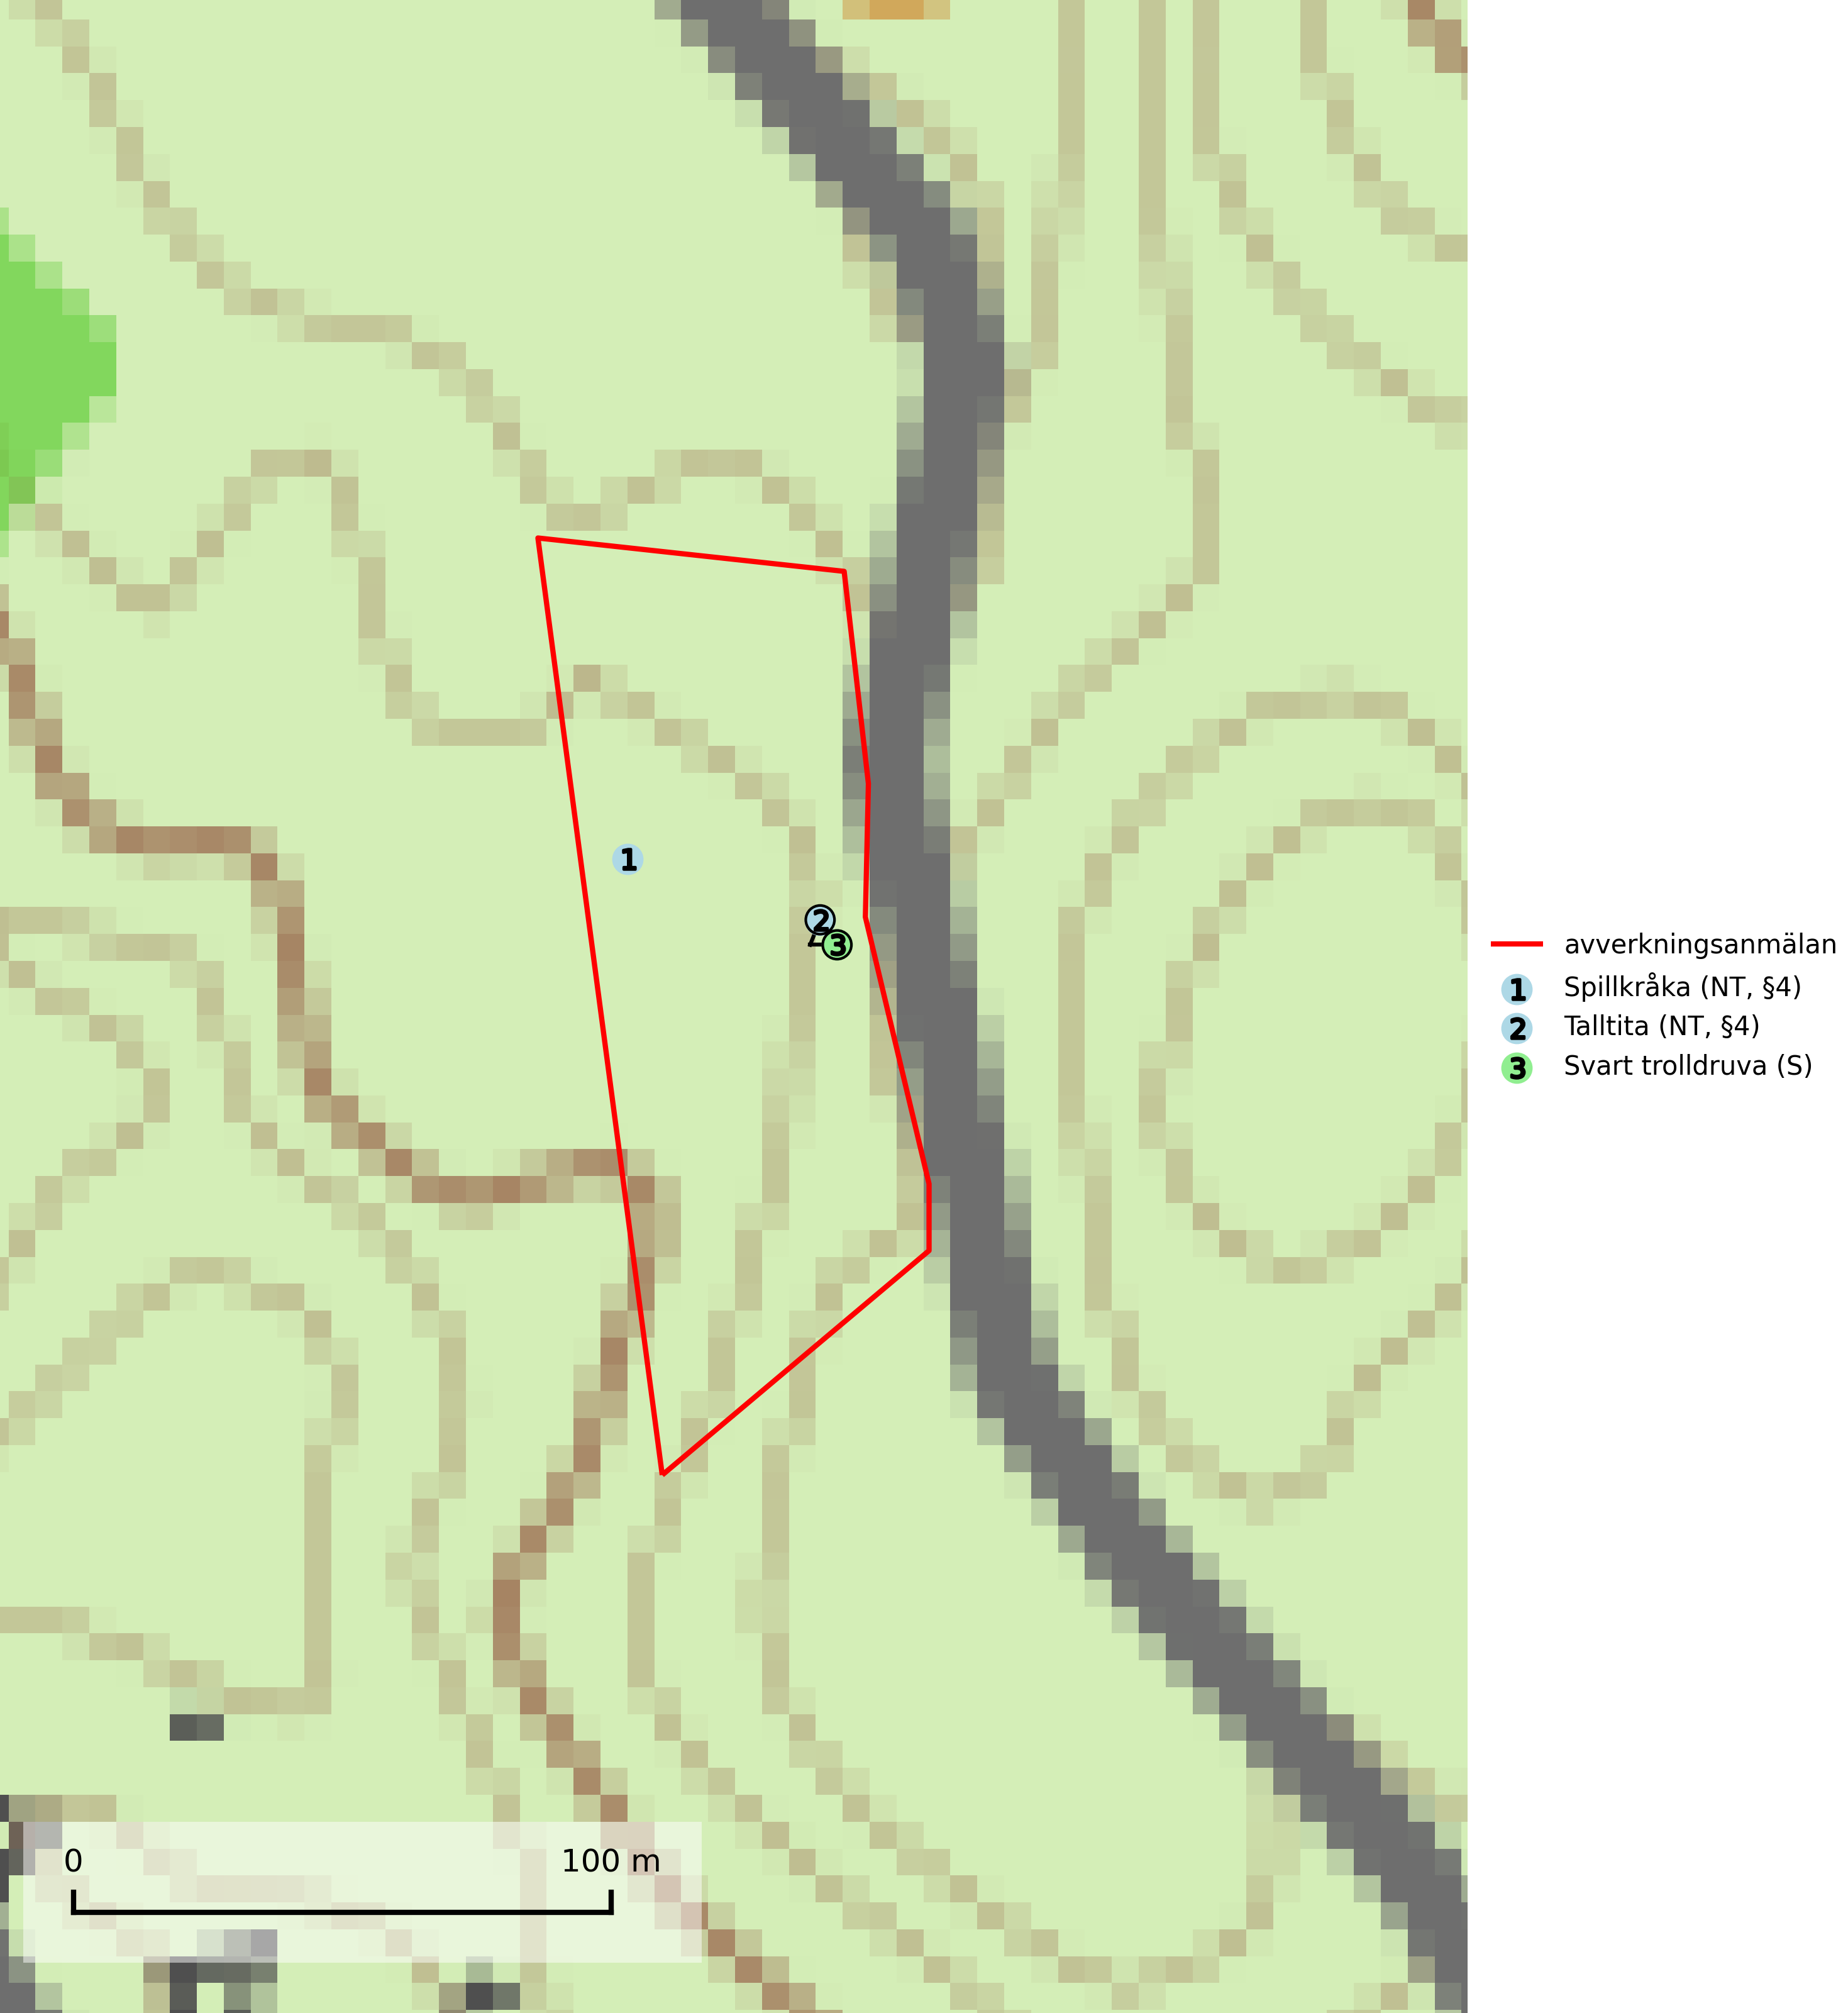 1
2
3
avverkningsanmälan
1 Spillkråka (NT, §4)
2 Talltita (NT, §4)
3 Svart trolldruva (S)
0 100 m